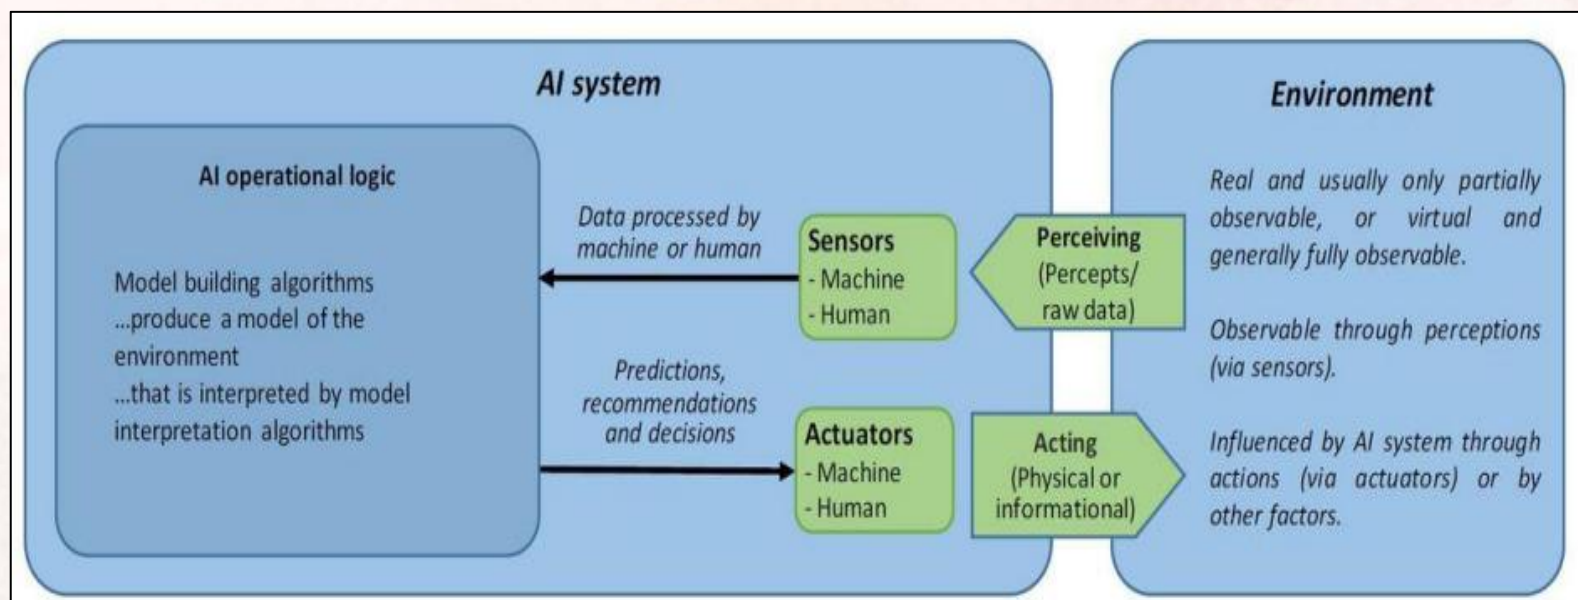 AI system
AI operational logic
Model building algorithms
...produce a model of the
environment
...that is interpreted by model
interpretation algorithms
Data processed by
machine or human
Predictions,
recommendations
and decisions
Sensors
- Machine
- Human
Actuators
- Machine
- Human
Perceiving
(Percepts/
raw data)
Acting
(Physical or
informational)
Environment
Real and usually only partially
observable, or virtual and
generally fully observable.
Observable through perceptions
(via sensors).
Influenced by AI system through
actions (via actuators) or by
other factors.